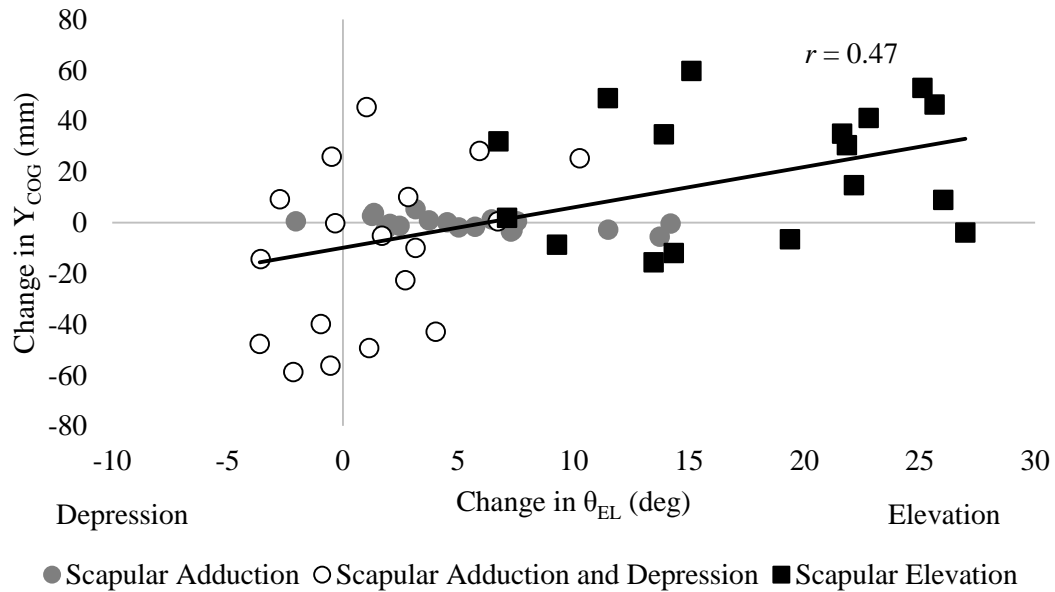 80
60
40
20
0
-20
-40
-60
-80
Change in Y_COG (mm)
r = 0.47
-10 -5 0 5 10 15 20 25 30
Change in θ_EL (deg)
Depression Elevation
Scapular Adduction Scapular Adduction and Depression Scapular Elevation